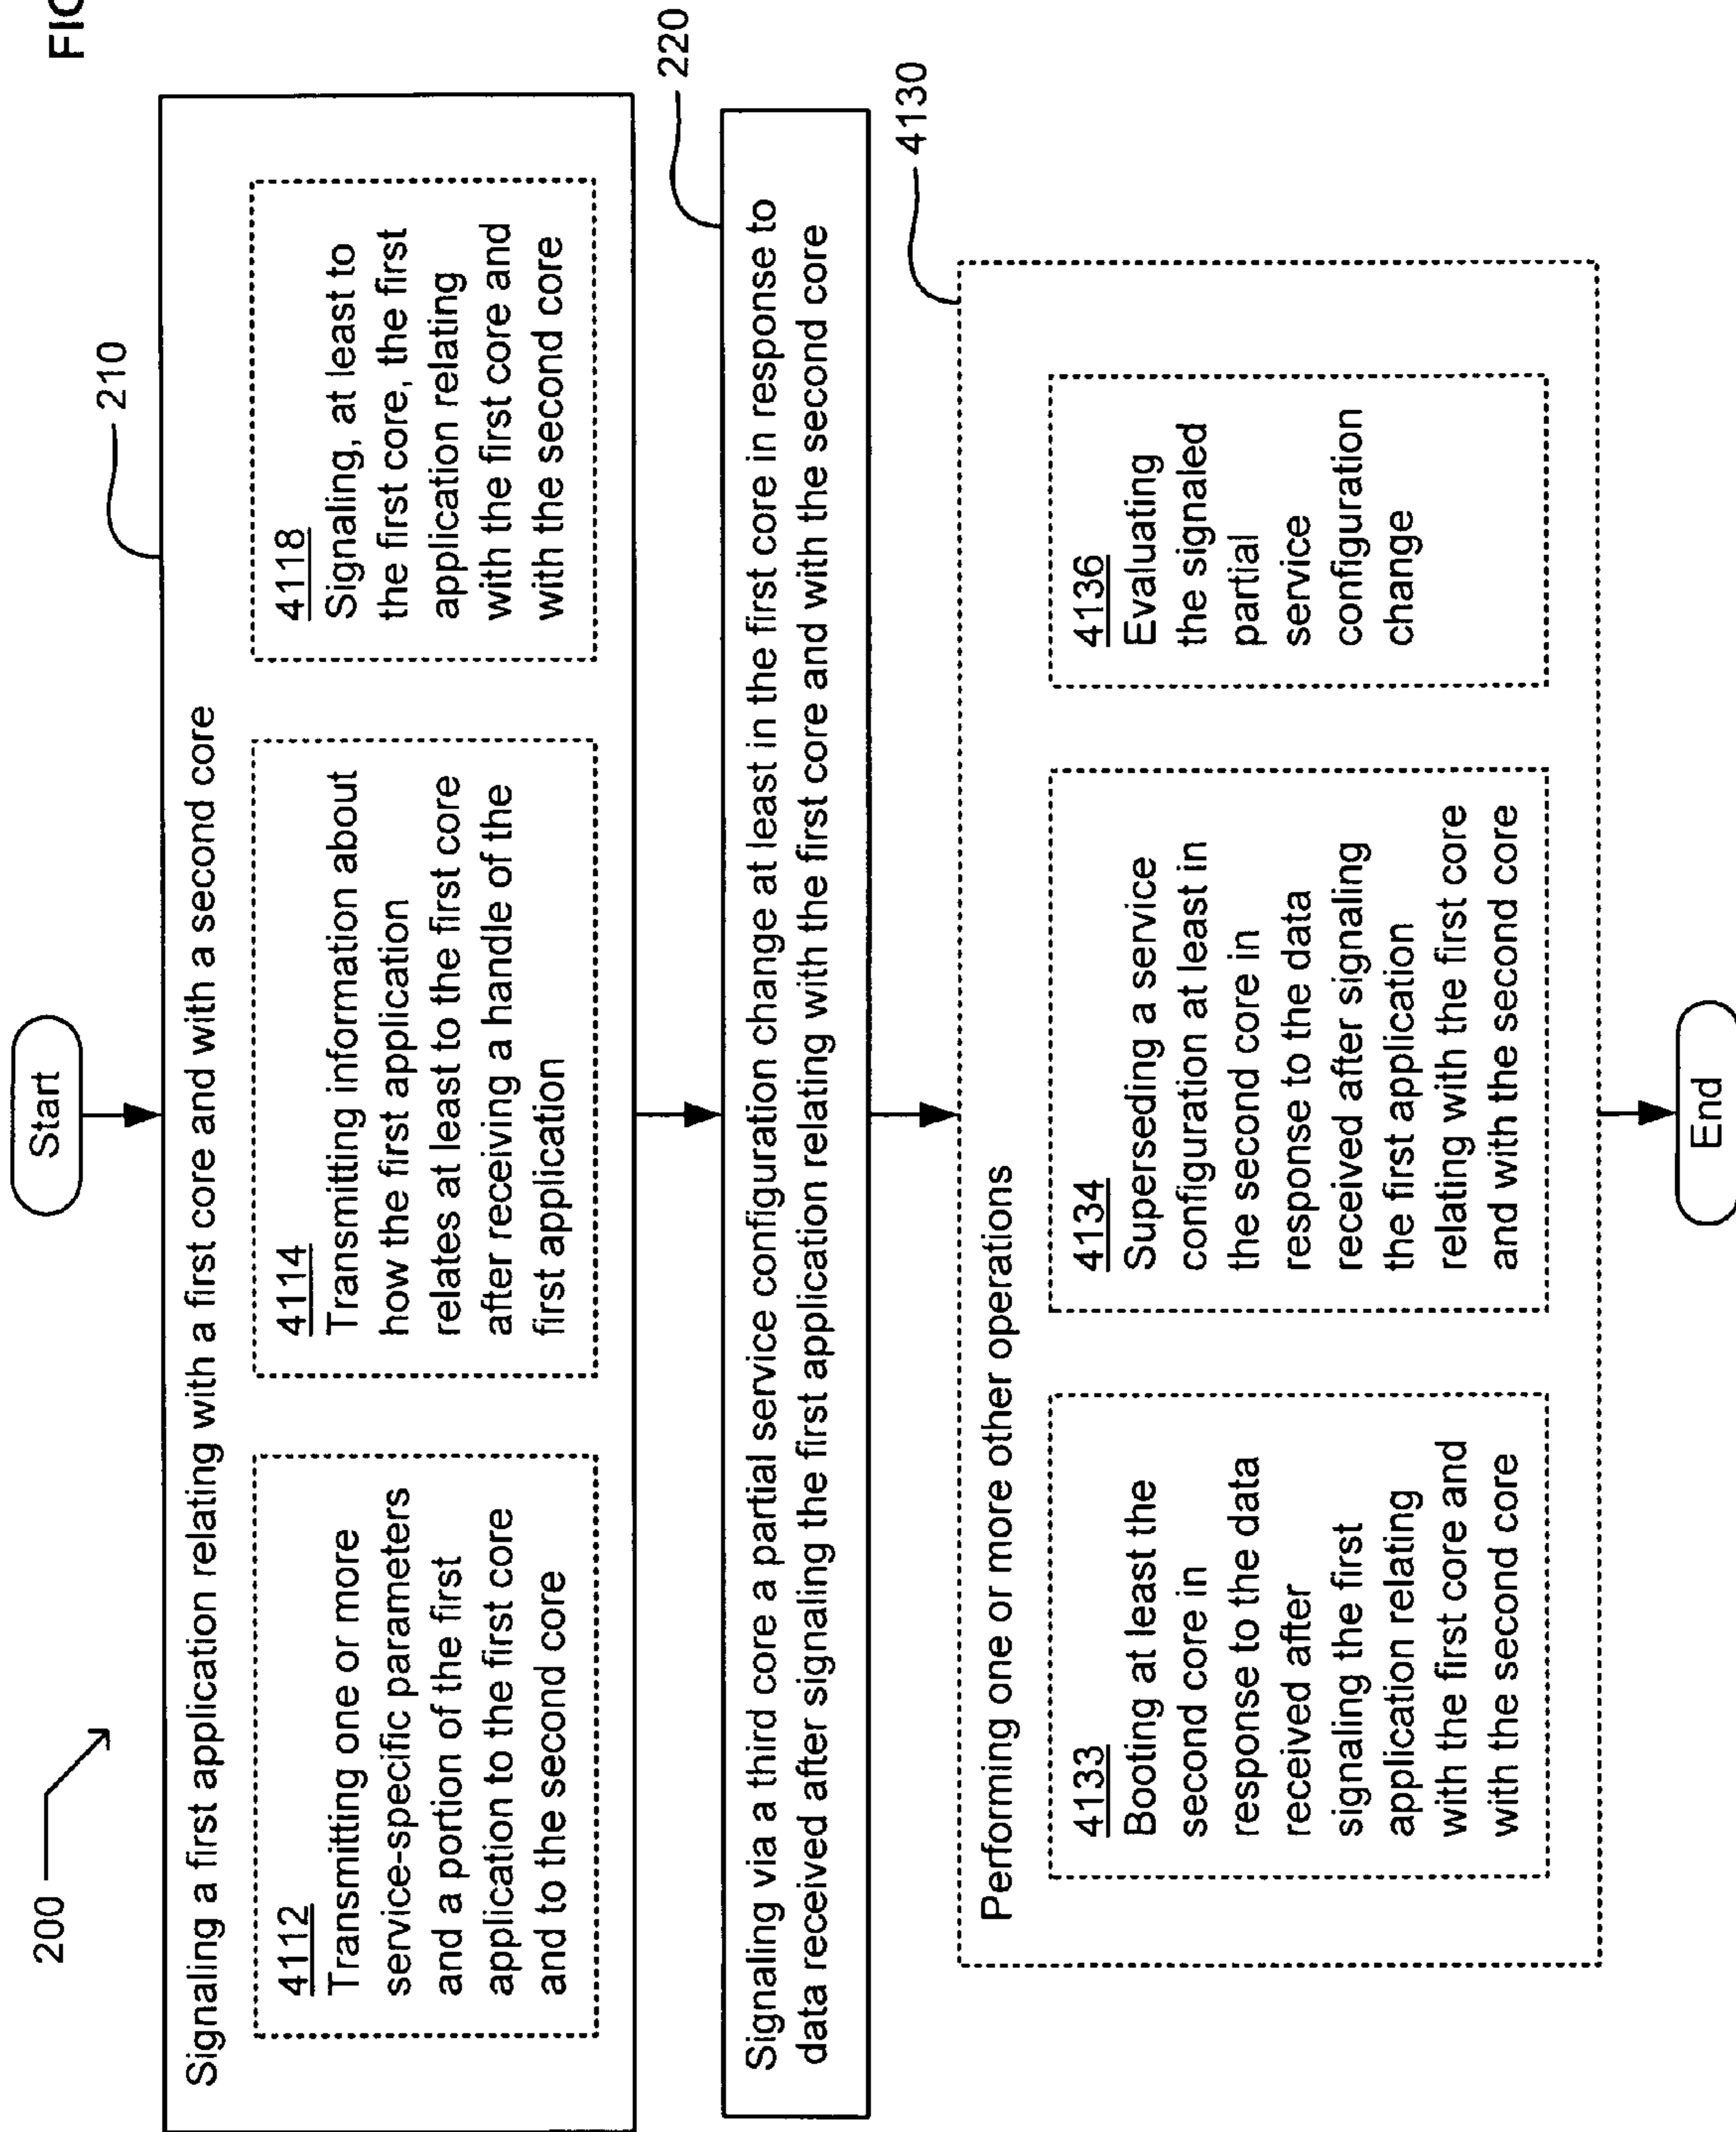 FIG
200
Start
210
Signaling a first application relating with a first core and with a second core
4112
Transmitting one or more
service-specific parameters
and a portion of the first
application to the first core
and to the second core
4114
Transmitting information about
how the first application
relates at least to the first core
after receiving a handle of the
first application
4118
Signaling, at least to
the first core, the first
application relating
with the first core and
with the second core
220
Signaling via a third core a partial service configuration change at least in the first core in response to
data received after signaling the first application relating with the first core and with the second core
4130
Performing one or more other operations
4133
Booting at least the
second core in
response to the data
received after
signaling the first
application relating
with the first core and
with the second core
4134
Superseding a service
configuration at least in
the second core in
response to the data
received after signaling
the first application
relating with the first core
and with the second core
4136
Evaluating
the signaled
partial
service
configuration
change
End